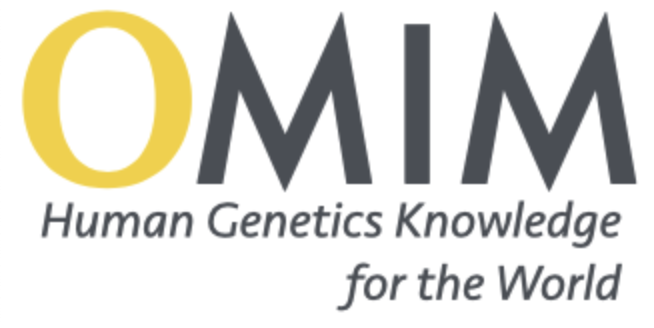 OMIM
Human Genetics Knowledge
for the World